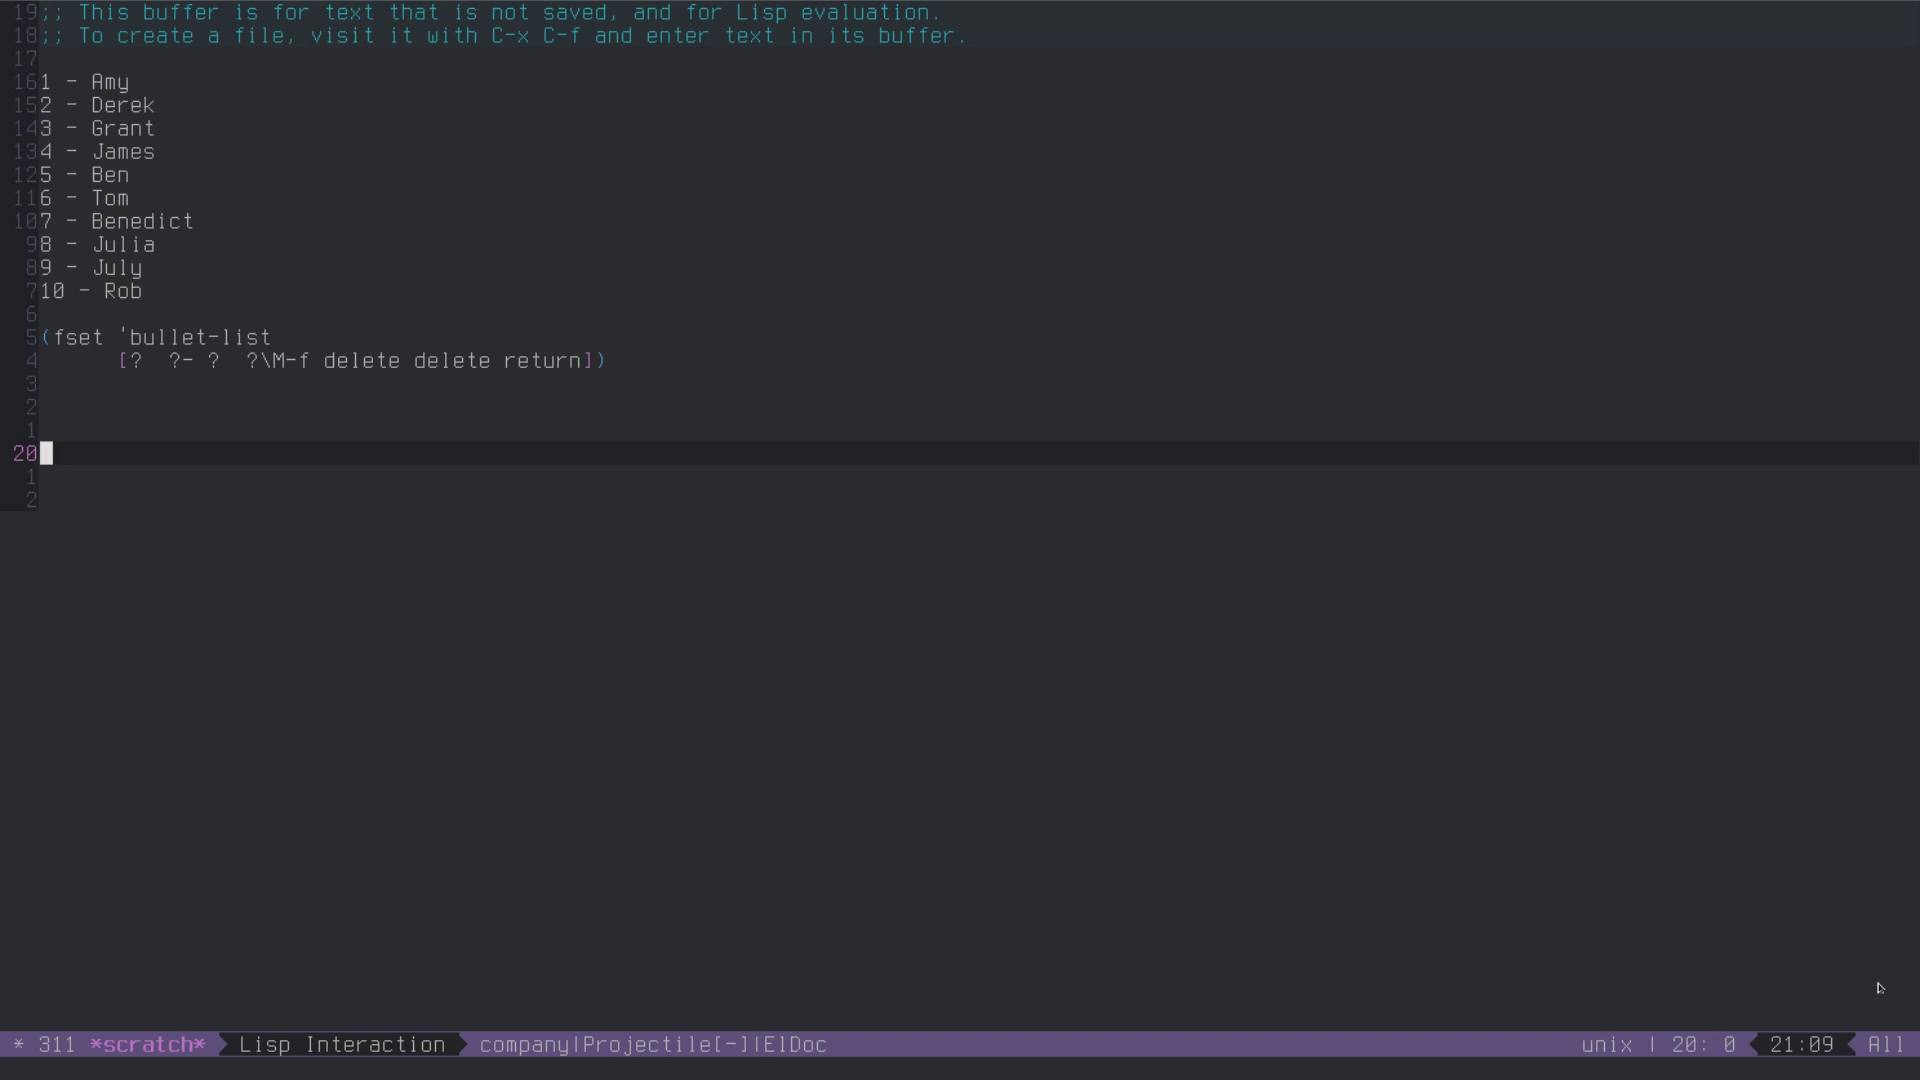 19;; This buffer is for text that is not saved, and for Lisp evaluation.
18;; To create a file, visit it with C-x C-f and enter text in its buffer.
17
161 - Amy
152 - Derek
143 - Grant
134 - James
125 - Ben
116 - Tom
107 - Benedict
98 - Julia
89 - July
710 - Rob
6
5(fset 'bullet-list
4      [?  ?- ?  ?\M-f delete delete return])
3
2
1
20
1
2
* 311 *scratch* Lisp Interaction company|Projectile[-]|ElDoc unix | 20: 0 21:09 All